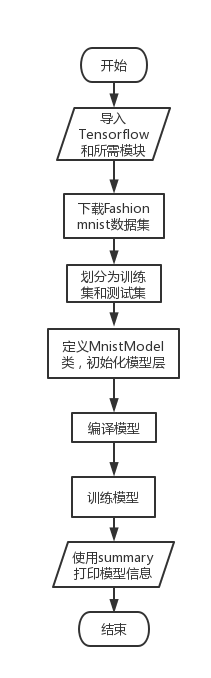 开始
导入
Tensorflow
和所需模块
下载Fashion
mnist数据集
划分为训练
集和测试集
定义MnistModel
类，初始化模型层
编译模型
训练模型
使用summary
打印模型信息
结束